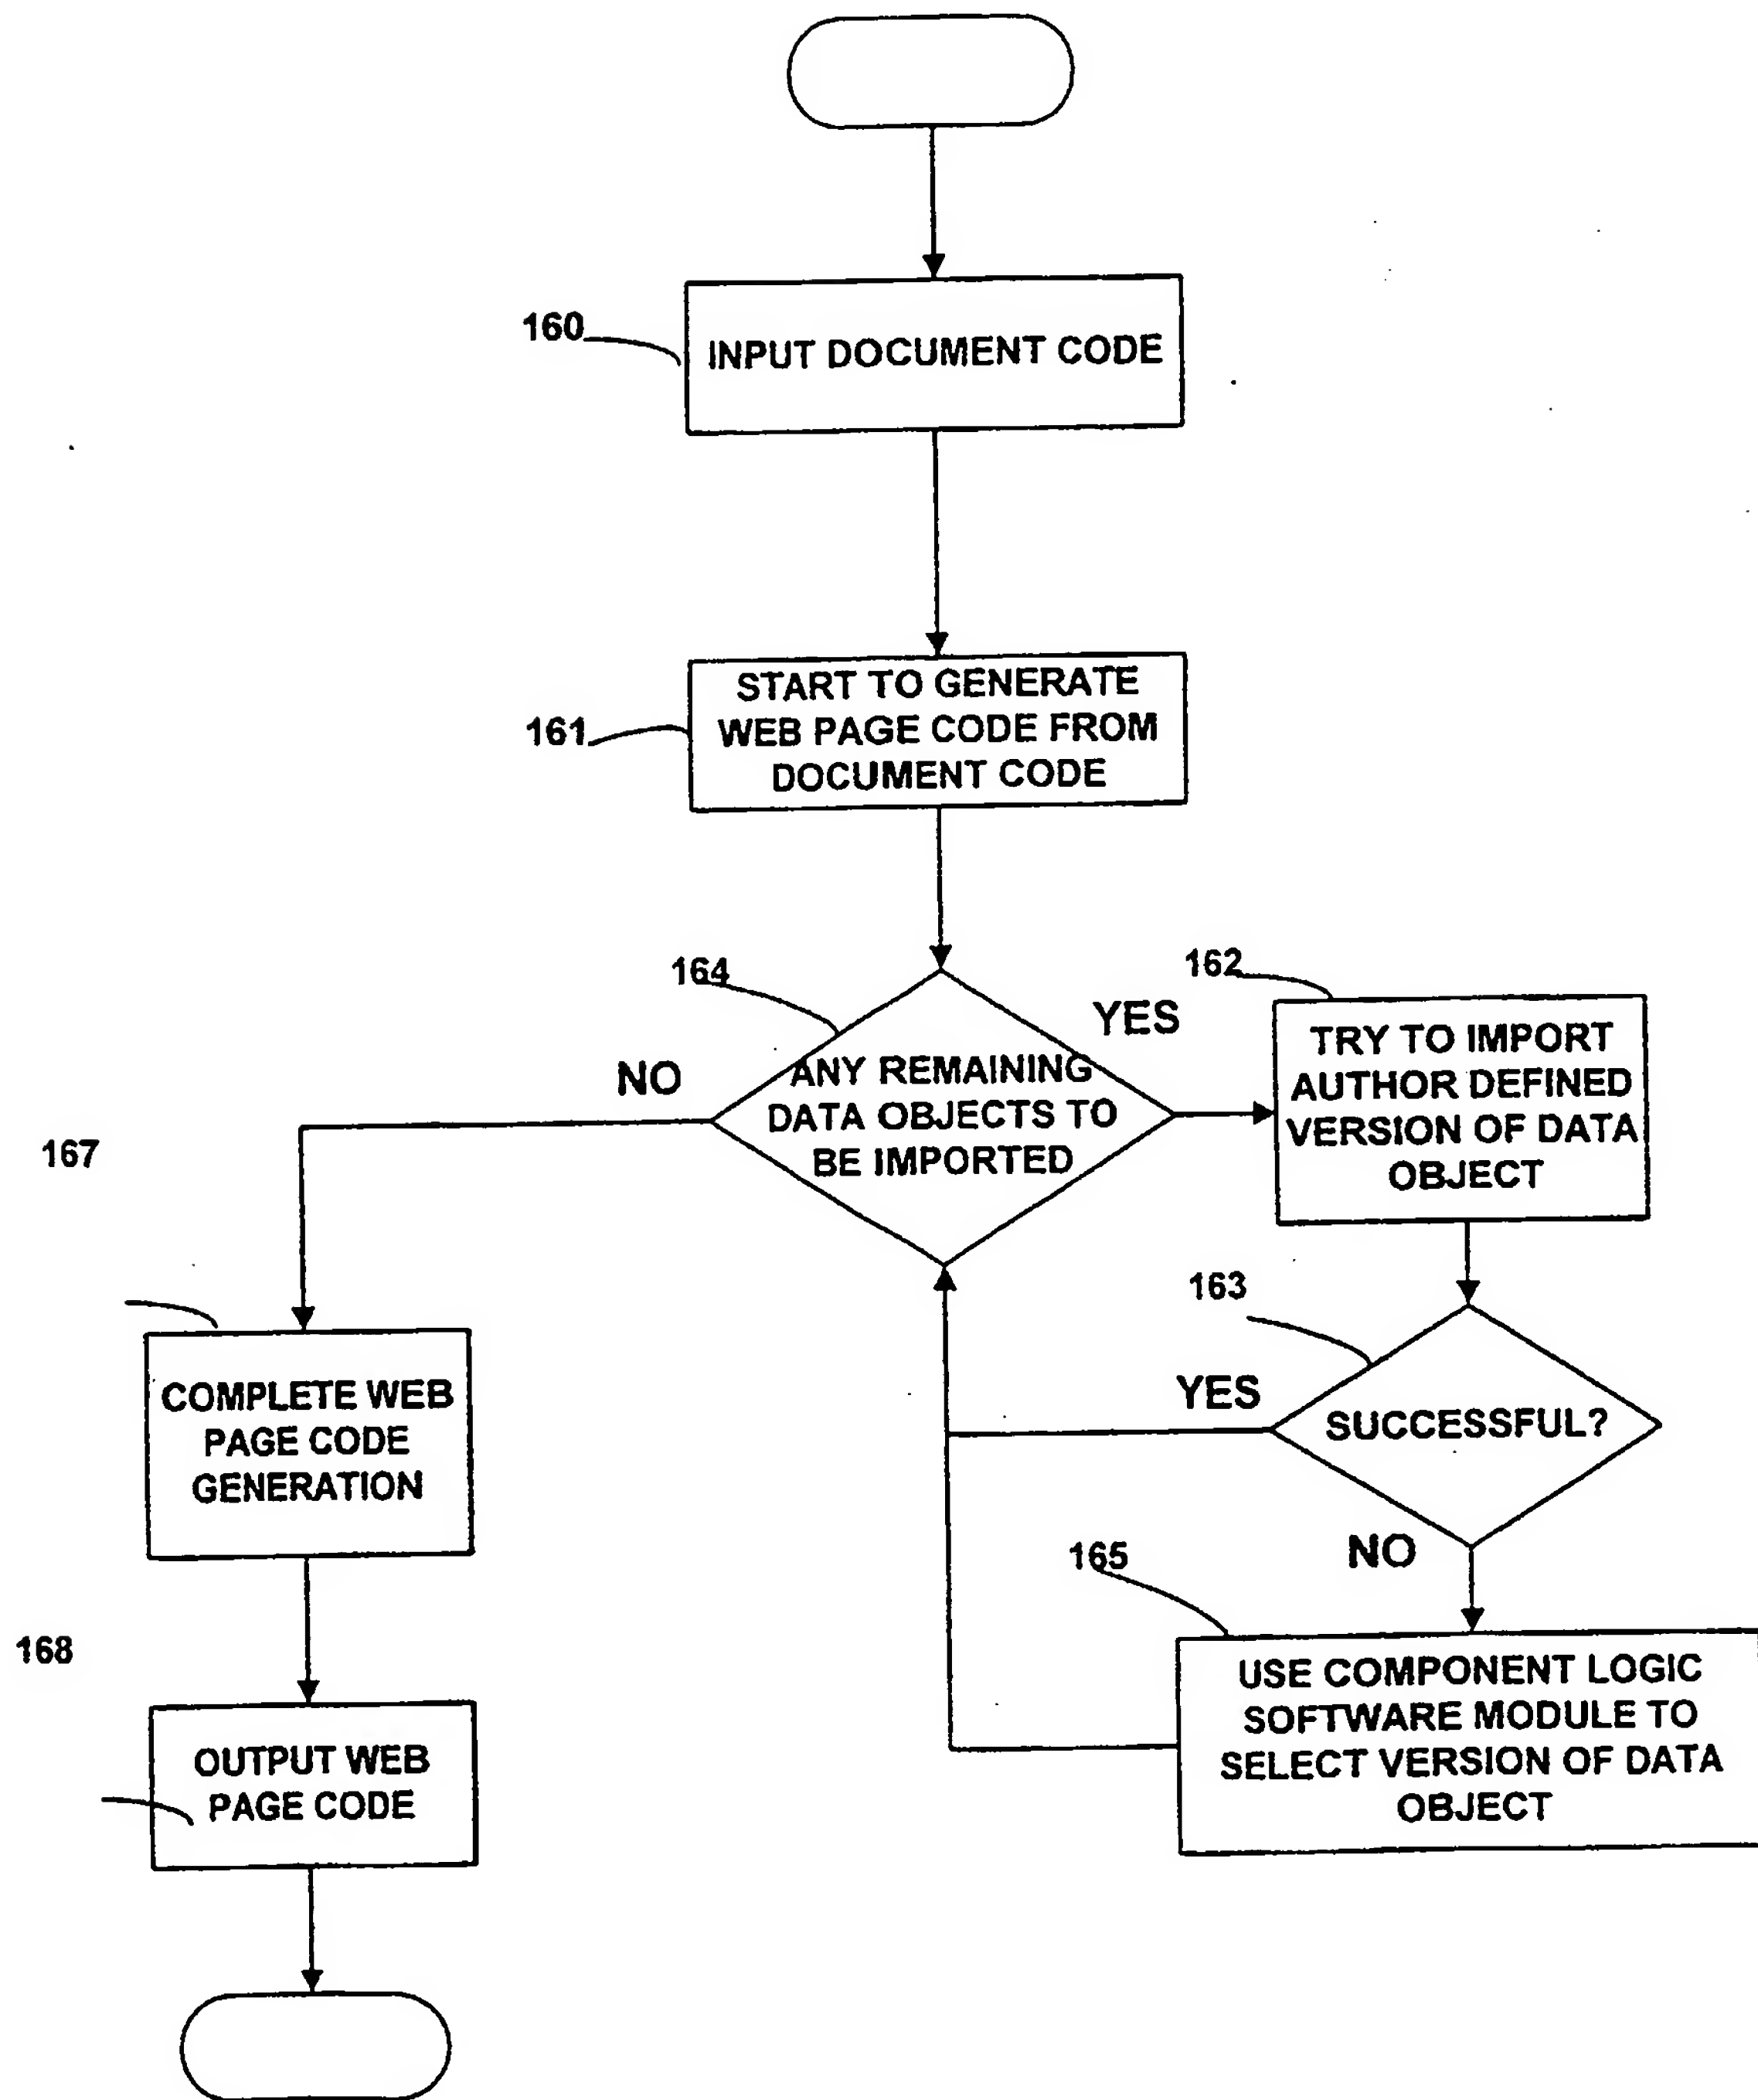 160
INPUT DOCUMENT CODE
161
START TO GENERATE
WEB PAGE CODE FROM
DOCUMENT CODE
164
162
YES
NO
ANY REMAINING
DATA OBJECTS TO
BE IMPORTED
TRY TO IMPORT
AUTHOR DEFINED
VERSION OF DATA
OBJECT
167
163
YES
SUCCESSFUL?
COMPLETE WEB
PAGE CODE
GENERATION
NO
165
168
USE COMPONENT LOGIC
SOFTWARE MODULE TO
SELECT VERSION OF DATA
OBJECT
OUTPUT WEB
PAGE CODE